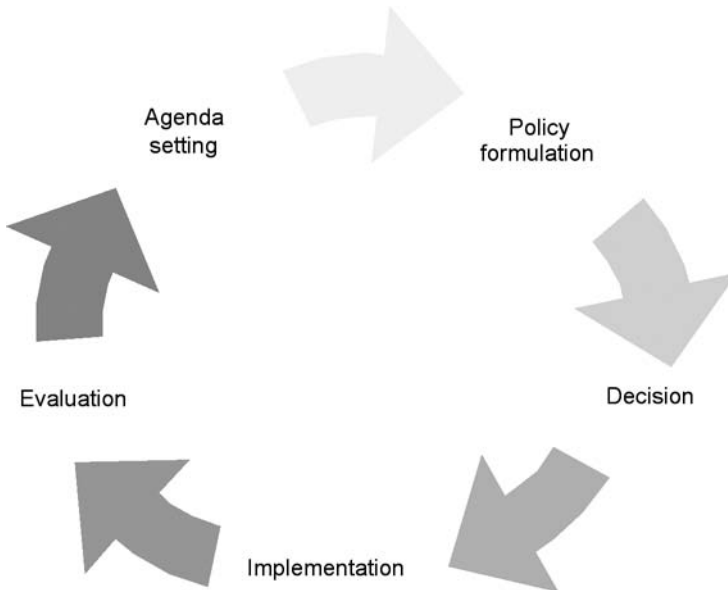 Agenda
setting
Policy
formulation
Decision
Implementation
Evaluation